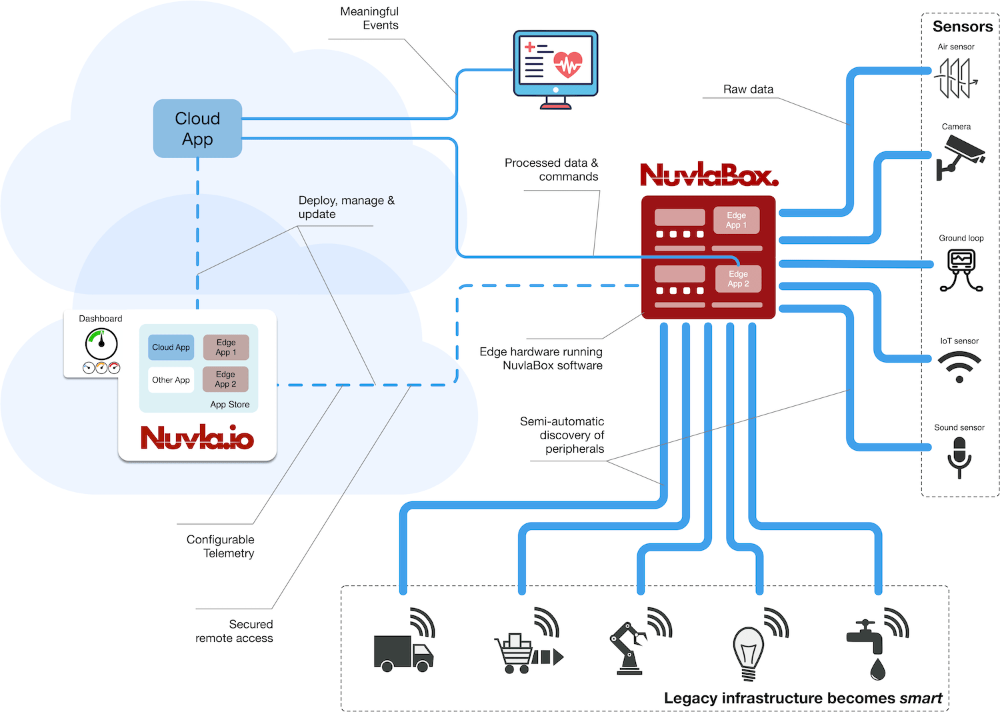 Meaningful
Events
Sensors
Air sensor
Raw data
Cloud
App
Camera
Processed data &
commands
NuvlaBox.
Deploy, manage &
update
Edge
App 1
Ground loop
Edge
App 2
Dashboard
Cloud App
Edge
App 1
Other App
Edge
App 2
App Store
Nuvla.io
Edge hardware running
NuvlaBox software
IoT sensor
Semi-automatic
discovery of
peripherals
Sound sensor
Configurable
Telemetry
Secured
remote access
Legacy infrastructure becomes smart